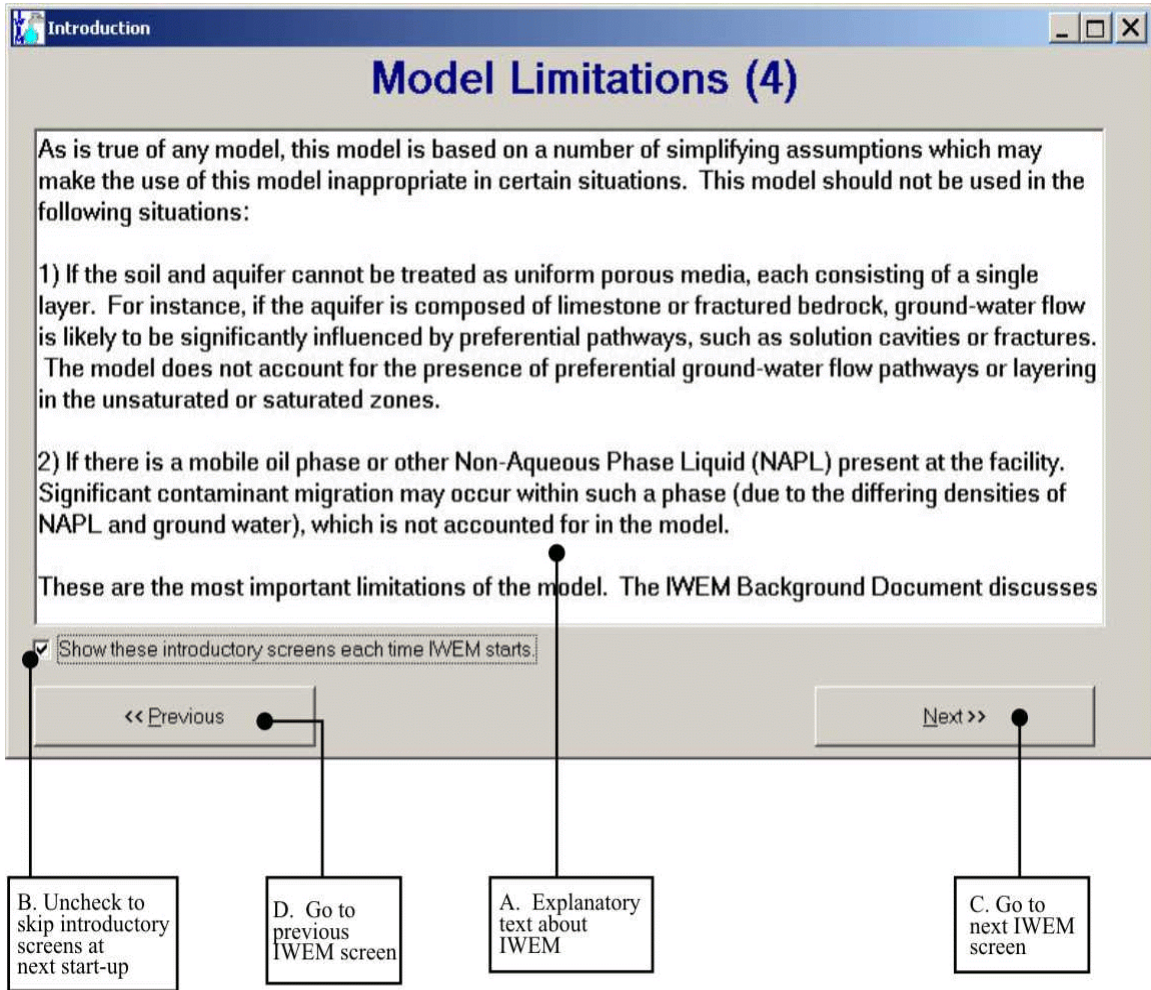 Introduction
Model Limitations (4)
As is true of any model, this model is based on a number of simplifying assumptions which may
make the use of this model inappropriate in certain situations.  This model should not be used in the
following situations:
1) If the soil and aquifer cannot be treated as uniform porous media, each consisting of a single
layer.  For instance, if the aquifer is composed of limestone or fractured bedrock, ground-water flow
is likely to be significantly influenced by preferential pathways, such as solution cavities or fractures.
The model does not account for the presence of preferential ground-water flow pathways or layering
in the unsaturated or saturated zones.
2) If there is a mobile oil phase or other Non-Aqueous Phase Liquid (NAPL) present at the facility.
Significant contaminant migration may occur within such a phase (due to the differing densities of
NAPL and ground water), which is not accounted for in the model.
These are the most important limitations of the model.  The IWEM Background Document discusses
Show these introductory screens each time IWEM starts.
<< Previous
Next >>
B. Uncheck to
skip introductory
screens at
next start-up
D.  Go to
previous
IWEM screen
A.  Explanatory
text about
IWEM
C. Go to
next IWEM
screen